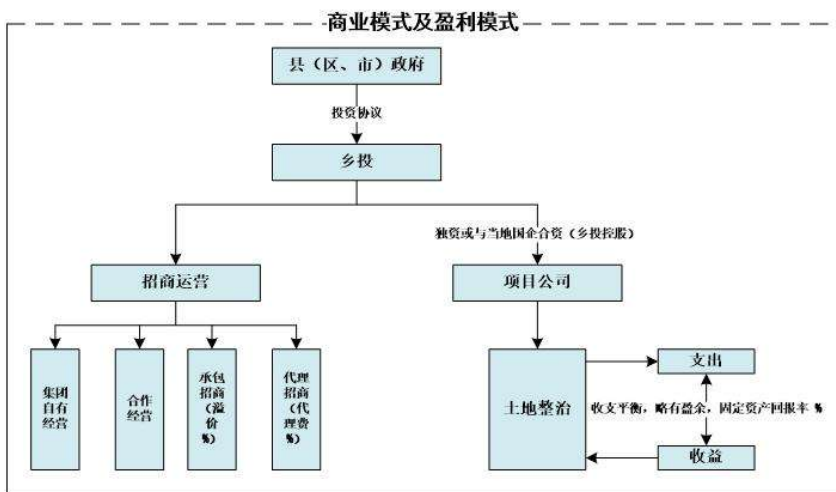 商业模式及盈利模式
县（区、市）政府
投资协议
乡投
独资或与当地国企合资（乡投控股）
招商运营
项目公司
集团
自有
经营
合作
经营
承包
招商
（溢
价
%）
代理
招商
（代
理费
%）
土地整治
支出
收支平衡，略有盈余，固定资产回报率 %
收益